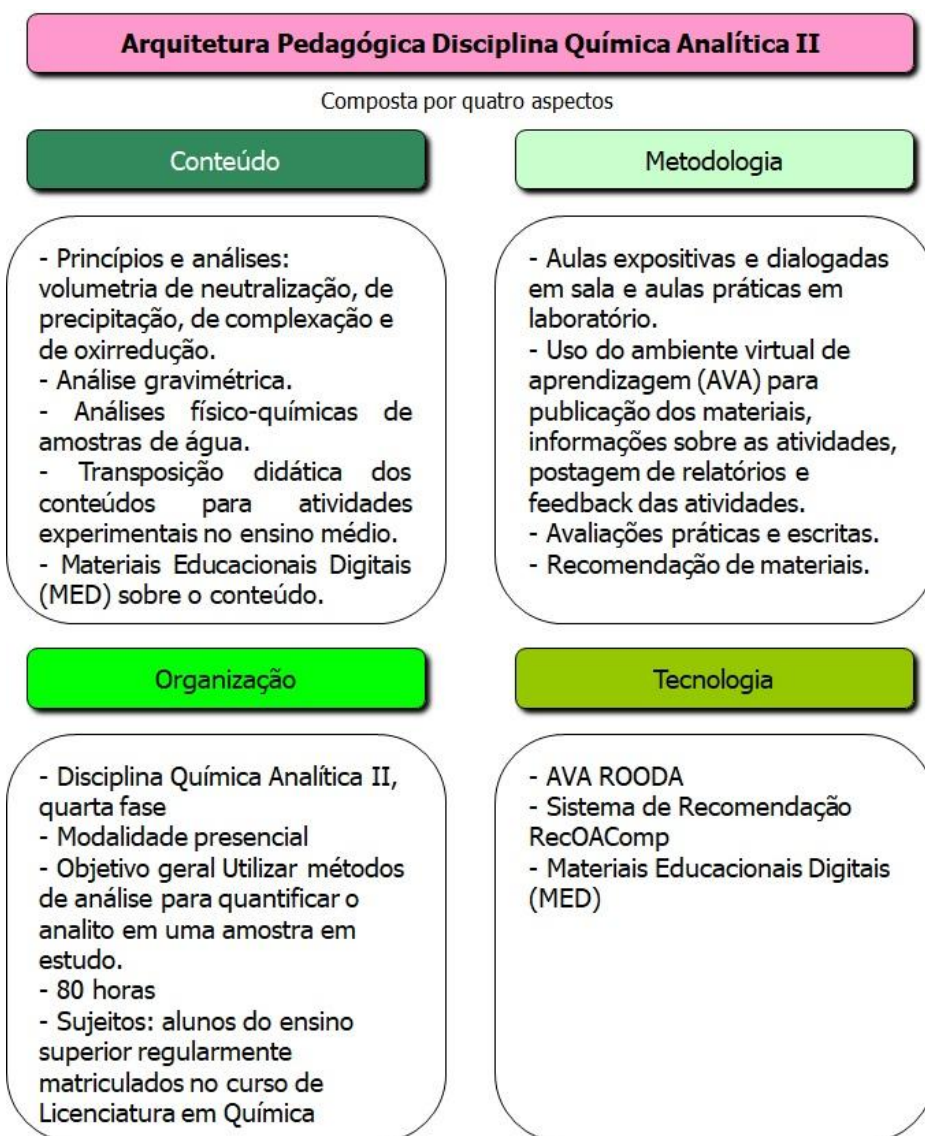 Arquitetura Pedagógica Disciplina Química Analítica II
Composta por quatro aspectos
Conteúdo
- Princípios e análises:
volumetria de neutralização, de
precipitação, de complexação e
de oxirredução.
- Análise gravimétrica.
- Análises físico-químicas de
amostras de água.
- Transposição didática dos
conteúdos para atividades
experimentais no ensino médio.
- Materiais Educacionais Digitais
(MED) sobre o conteúdo.
Metodologia
- Aulas expositivas e dialogadas
em sala e aulas práticas em
laboratório.
- Uso do ambiente virtual de
aprendizagem (AVA) para
publicação dos materiais,
informações sobre as atividades,
postagem de relatórios e
feedback das atividades.
- Avaliações práticas e escritas.
- Recomendação de materiais.
Organização
- Disciplina Química Analítica II,
quarta fase
- Modalidade presencial
- Objetivo geral Utilizar métodos
de análise para quantificar o
analito em uma amostra em
estudo.
- 80 horas
- Sujeitos: alunos do ensino
superior regularmente
matriculados no curso de
Licenciatura em Química
Tecnologia
- AVA ROODA
- Sistema de Recomendação
RecOAComp
- Materiais Educacionais Digitais
(MED)